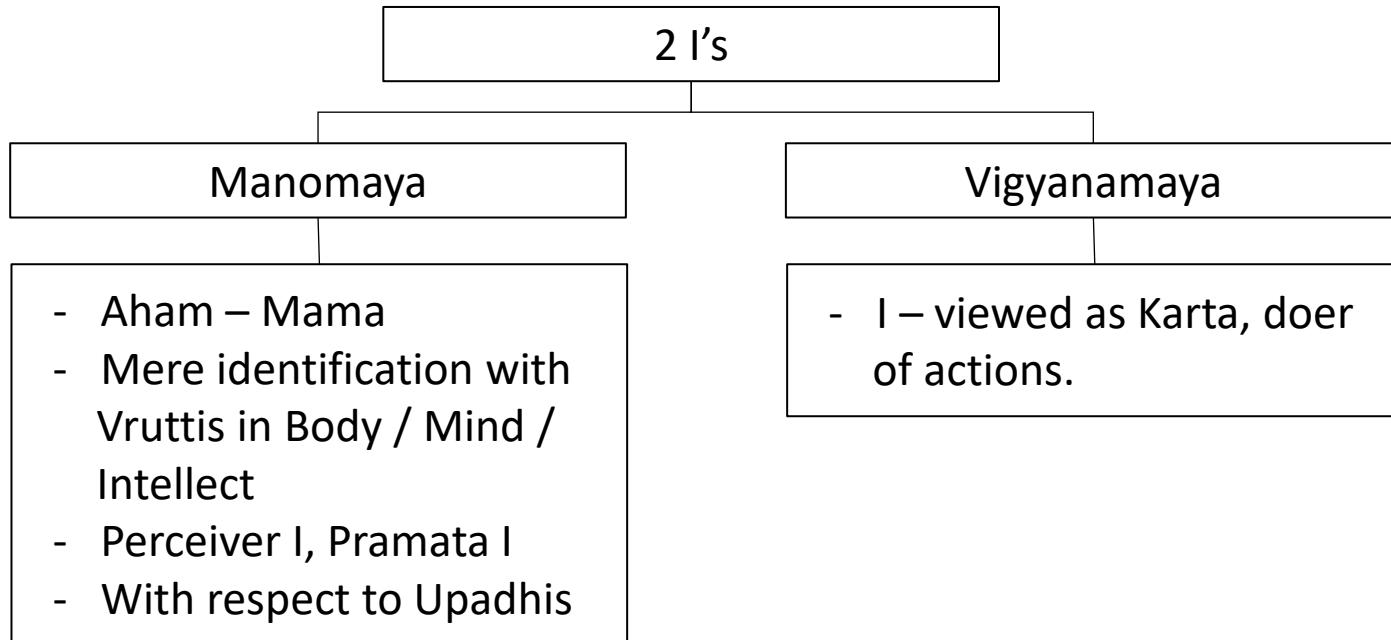 2 I’s
Manomaya
Vigyanamaya
- Aham – Mama
- Mere identification with
Vruttis in Body / Mind /
Intellect
- Perceiver I, Pramata I
- With respect to Upadhis
- I – viewed as Karta, doer
of actions.